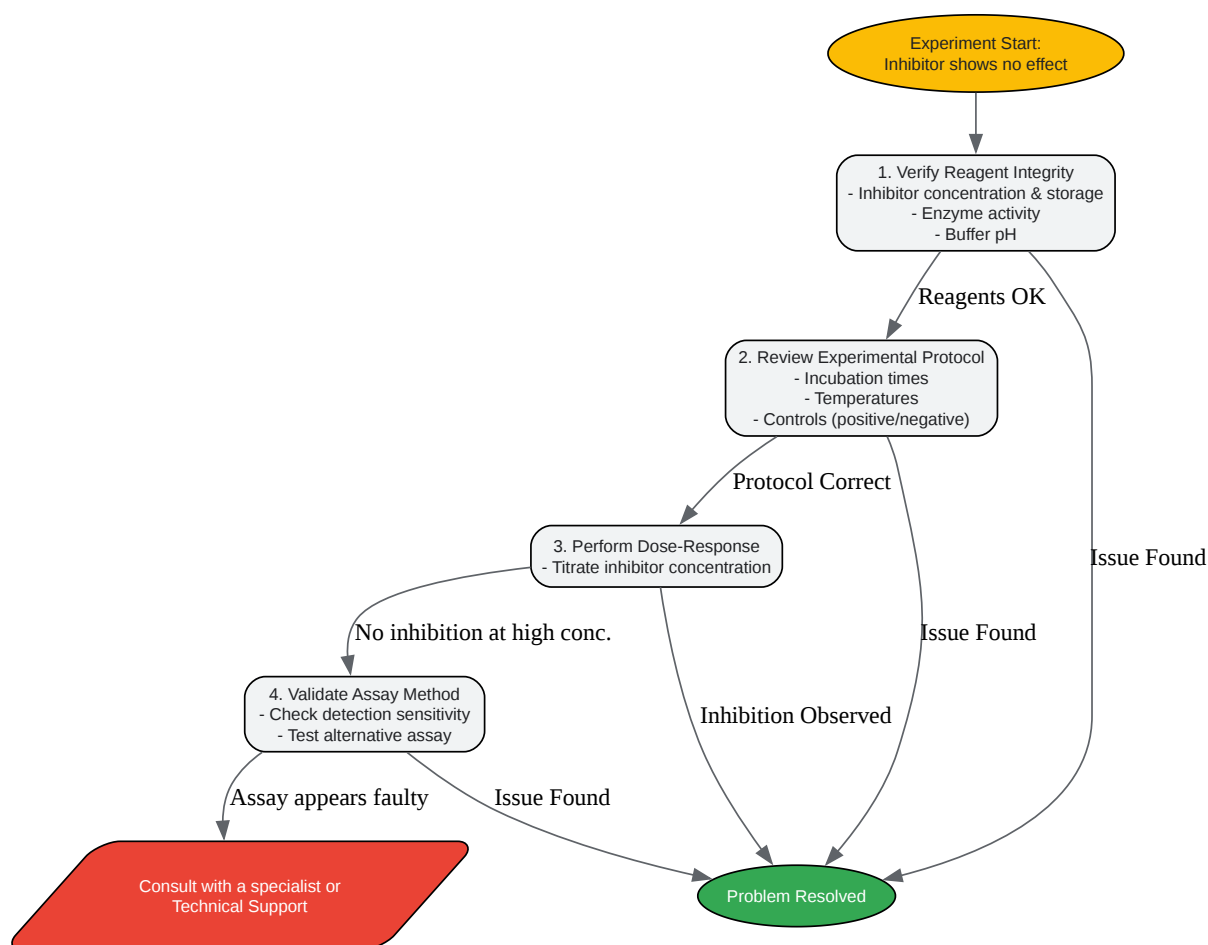 Experiment Start:
Inhibitor shows no effect
1. Verify Reagent Integrity
- Inhibitor concentration & storage
- Enzyme activity
- Buffer pH
Reagents OK
2. Review Experimental Protocol
- Incubation times
- Temperatures
- Controls (positive/negative)
Protocol Correct
3. Perform Dose-Response
- Titrate inhibitor concentration
Issue Found
No inhibition at high conc.
Issue Found
4. Validate Assay Method
- Check detection sensitivity
- Test alternative assay
Inhibition Observed
Assay appears faulty
Issue Found
Consult with a specialist or
Technical Support
Problem Resolved